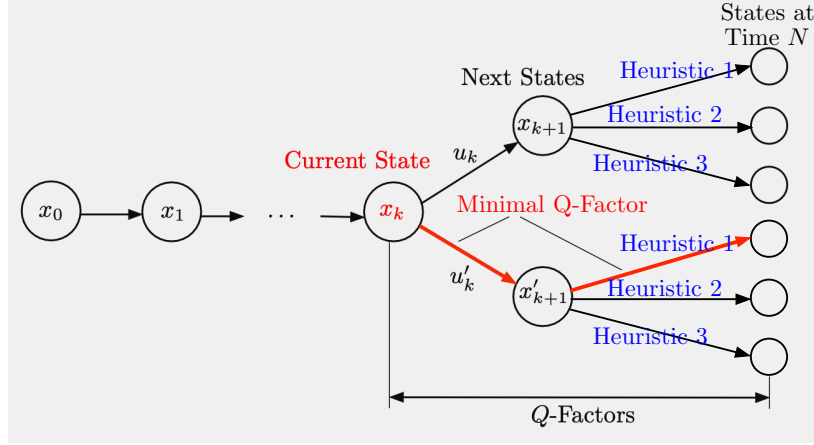 States at
Time N
Heuristic 1
Next States
Heuristic 2
x_{k+1}
Heuristic 3
u_k
Current State
x_0
x_1
...
x_k
Minimal Q-Factor
Heuristic 1
u'_k
x'_{k+1}
Heuristic 2
Heuristic 3
Q-Factors